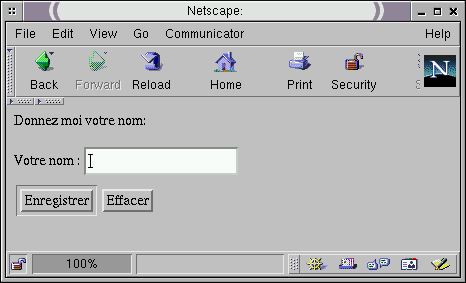 Netscape:
File Edit View Go Communicator Help
Back Forward Reload Home Print Security S N
Donnez moi votre nom:
Votre nom :
Enregistrer Effacer
100%